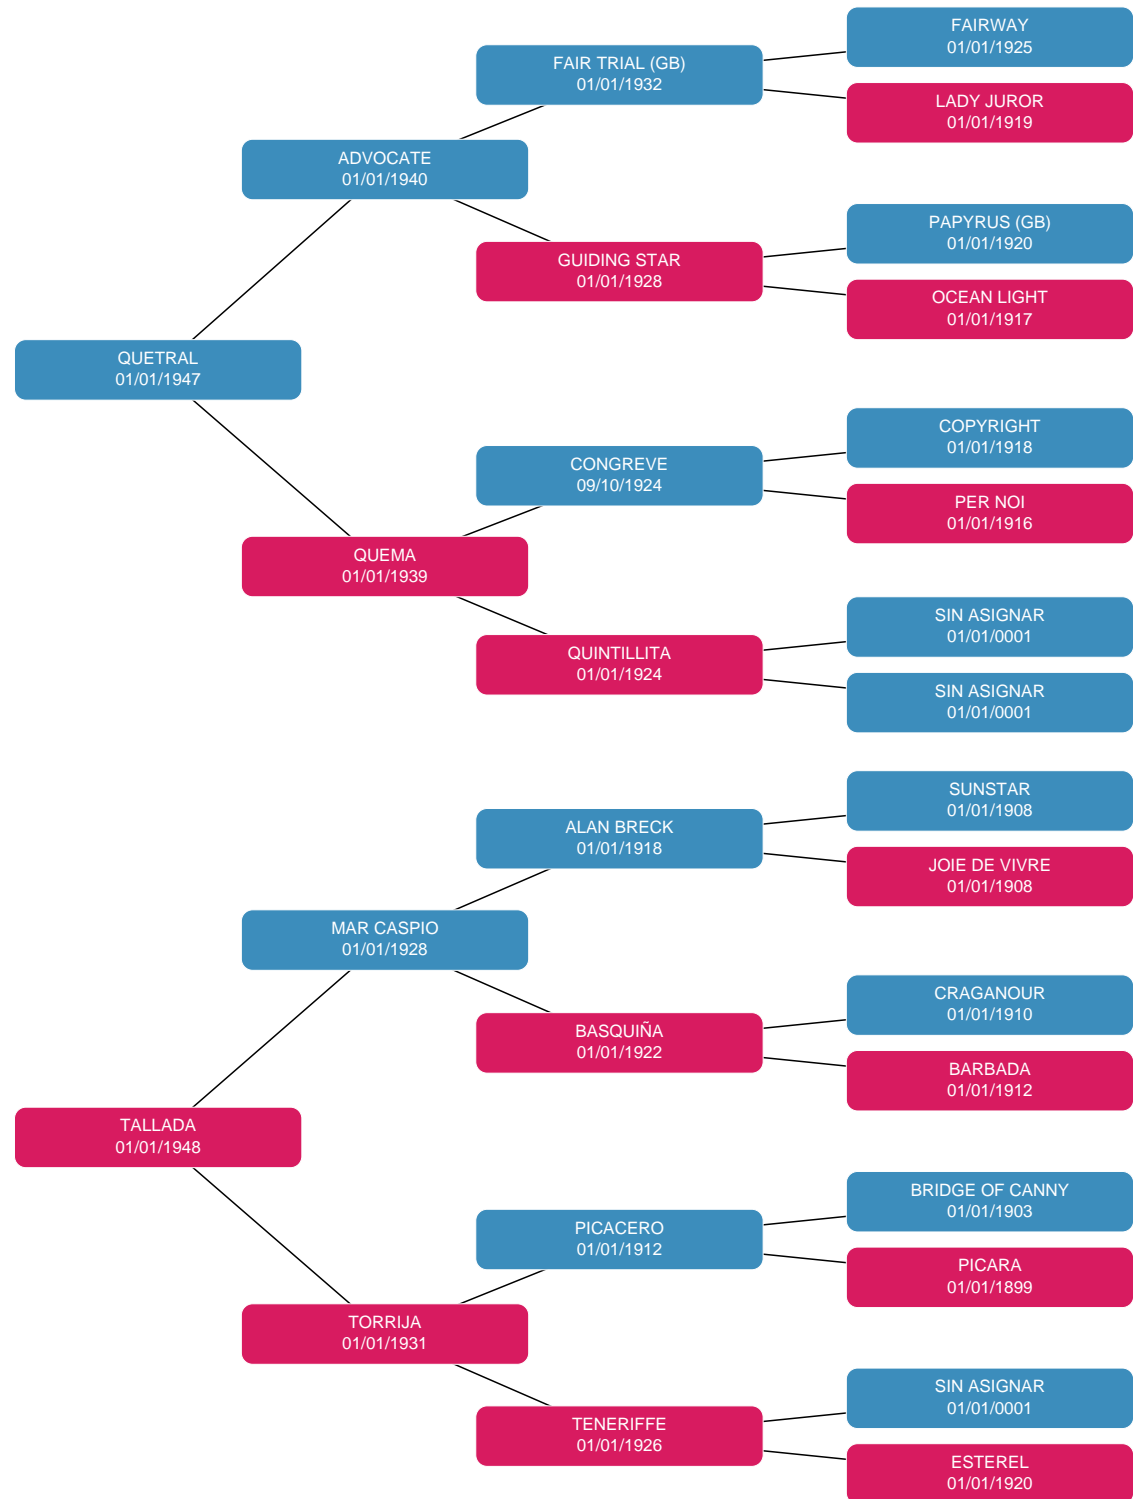 FAIRWAY
01/01/1925
FAIR TRIAL (GB)
01/01/1932
LADY JUROR
01/01/1919
ADVOCATE
01/01/1940
PAPYRUS (GB)
01/01/1920
GUIDING STAR
01/01/1928
OCEAN LIGHT
01/01/1917
QUETRAL
01/01/1947
COPYRIGHT
01/01/1918
CONGREVE
09/10/1924
PER NOI
01/01/1916
QUEMA
01/01/1939
SIN ASIGNAR
01/01/0001
QUINTILLITA
01/01/1924
SIN ASIGNAR
01/01/0001
SUNSTAR
01/01/1908
ALAN BRECK
01/01/1918
JOIE DE VIVRE
01/01/1908
MAR CASPIO
01/01/1928
CRAGANOUR
01/01/1910
BASQUIÑA
01/01/1922
BARBADA
01/01/1912
TALLADA
01/01/1948
BRIDGE OF CANNY
01/01/1903
PICACERO
01/01/1912
PICARA
01/01/1899
TORRIJA
01/01/1931
SIN ASIGNAR
01/01/0001
TENERIFFE
01/01/1926
ESTEREL
01/01/1920